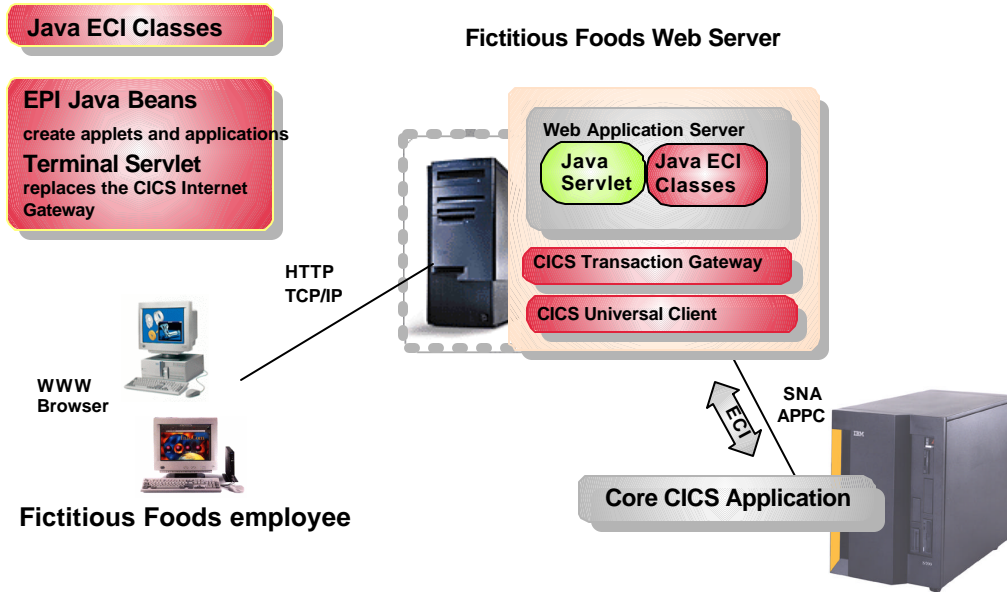 Java ECI Classes
Fictitious Foods Web Server
EPI Java Beans
create applets and applications
Terminal Servlet
replaces the CICS Internet
Gateway
Web Application Server
Java
Servlet
Java ECI
Classes
CICS Transaction Gateway
CICS Universal Client
HTTP
TCP/IP
WWW
Browser
SNA
APPC
ECI
IBM
Core CICS Application
Fictitious Foods employee